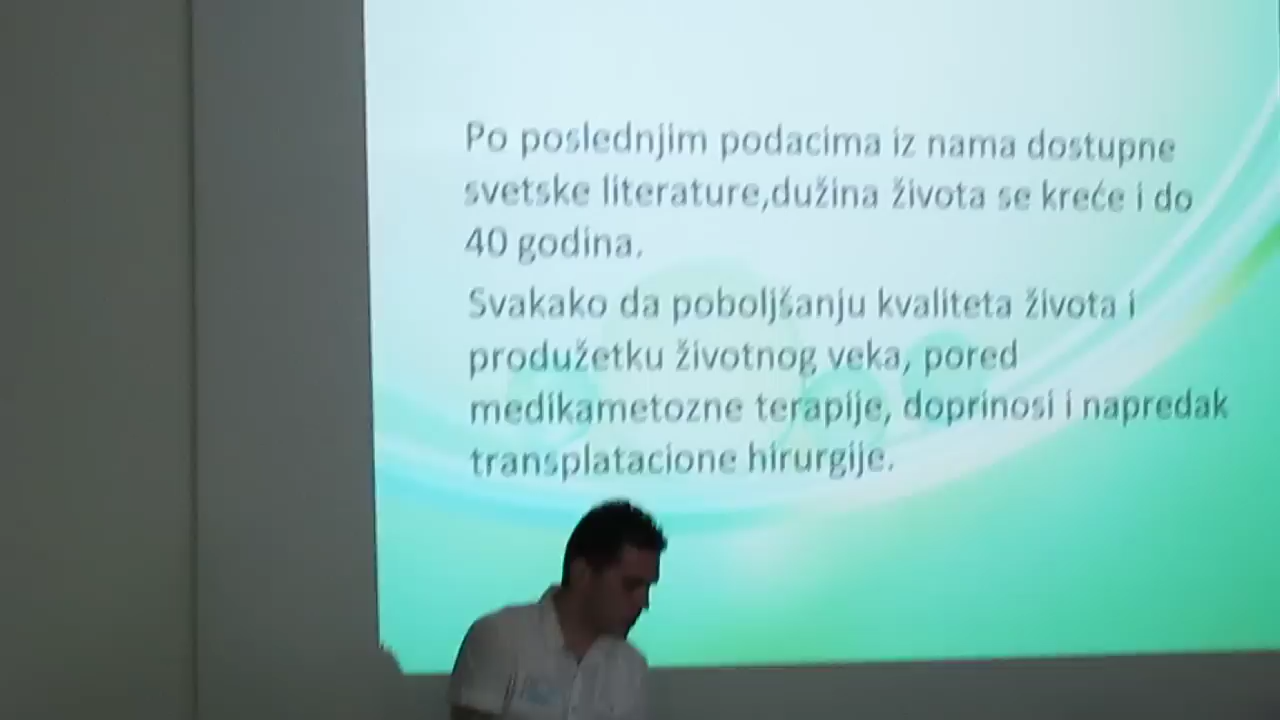 Po poslednjim podacima iz nama dostupne
svetske literature,dužina života se kreće i do
40 godina.
Svakako da poboljšanju kvaliteta života i
produžetku životnog veka, pored
medikametozne terapije, doprinosi i napredak
transplatacione hirurgije.